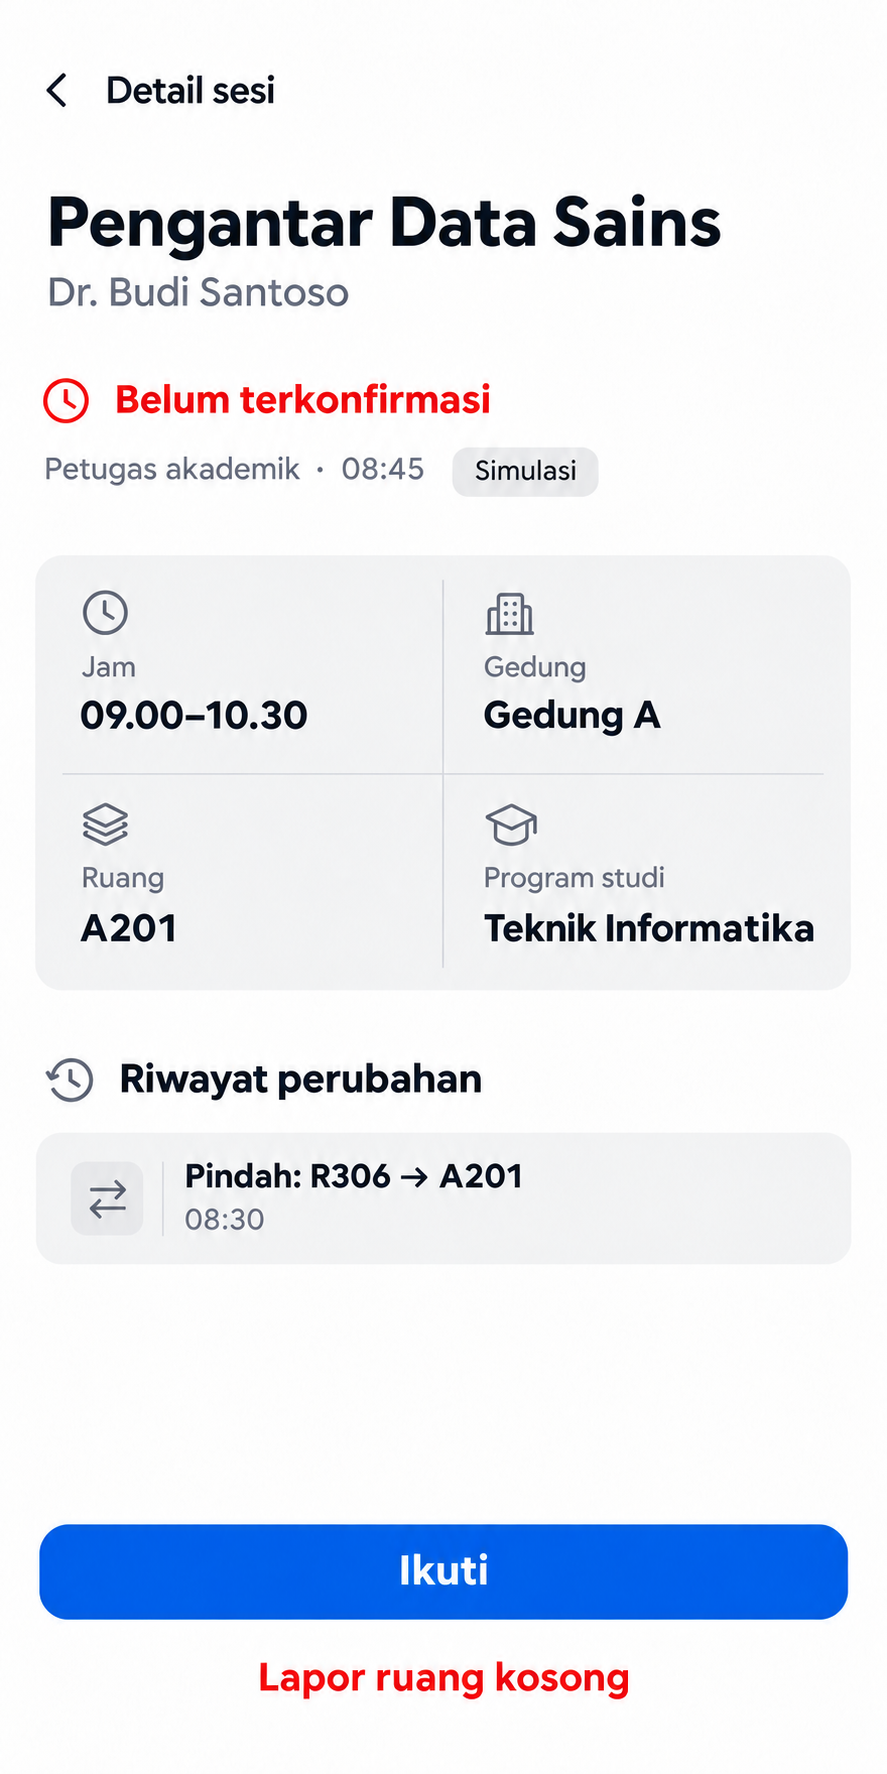 Detail sesi
Pengantar Data Sains
Dr. Budi Santoso
Belum terkonfirmasi
Petugas akademik · 08:45 Simulasi
Jam
09.00–10.30
Gedung
Gedung A
Ruang
A201
Program studi
Teknik Informatika
Riwayat perubahan
Pindah: R306 → A201
08:30
Ikuti
Lapor ruang kosong